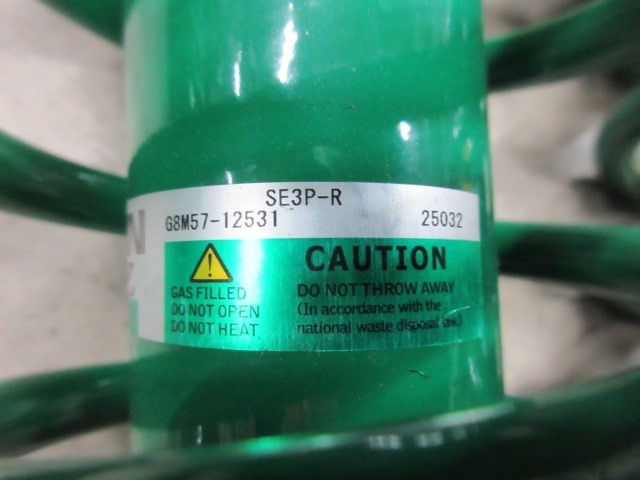 SE3P-R
G8M57-12531 25032
CAUTION
GAS FILLED
DO NOT OPEN
DO NOT HEAT
DO NOT THROW AWAY
(In accordance with the
national waste disposal law.)